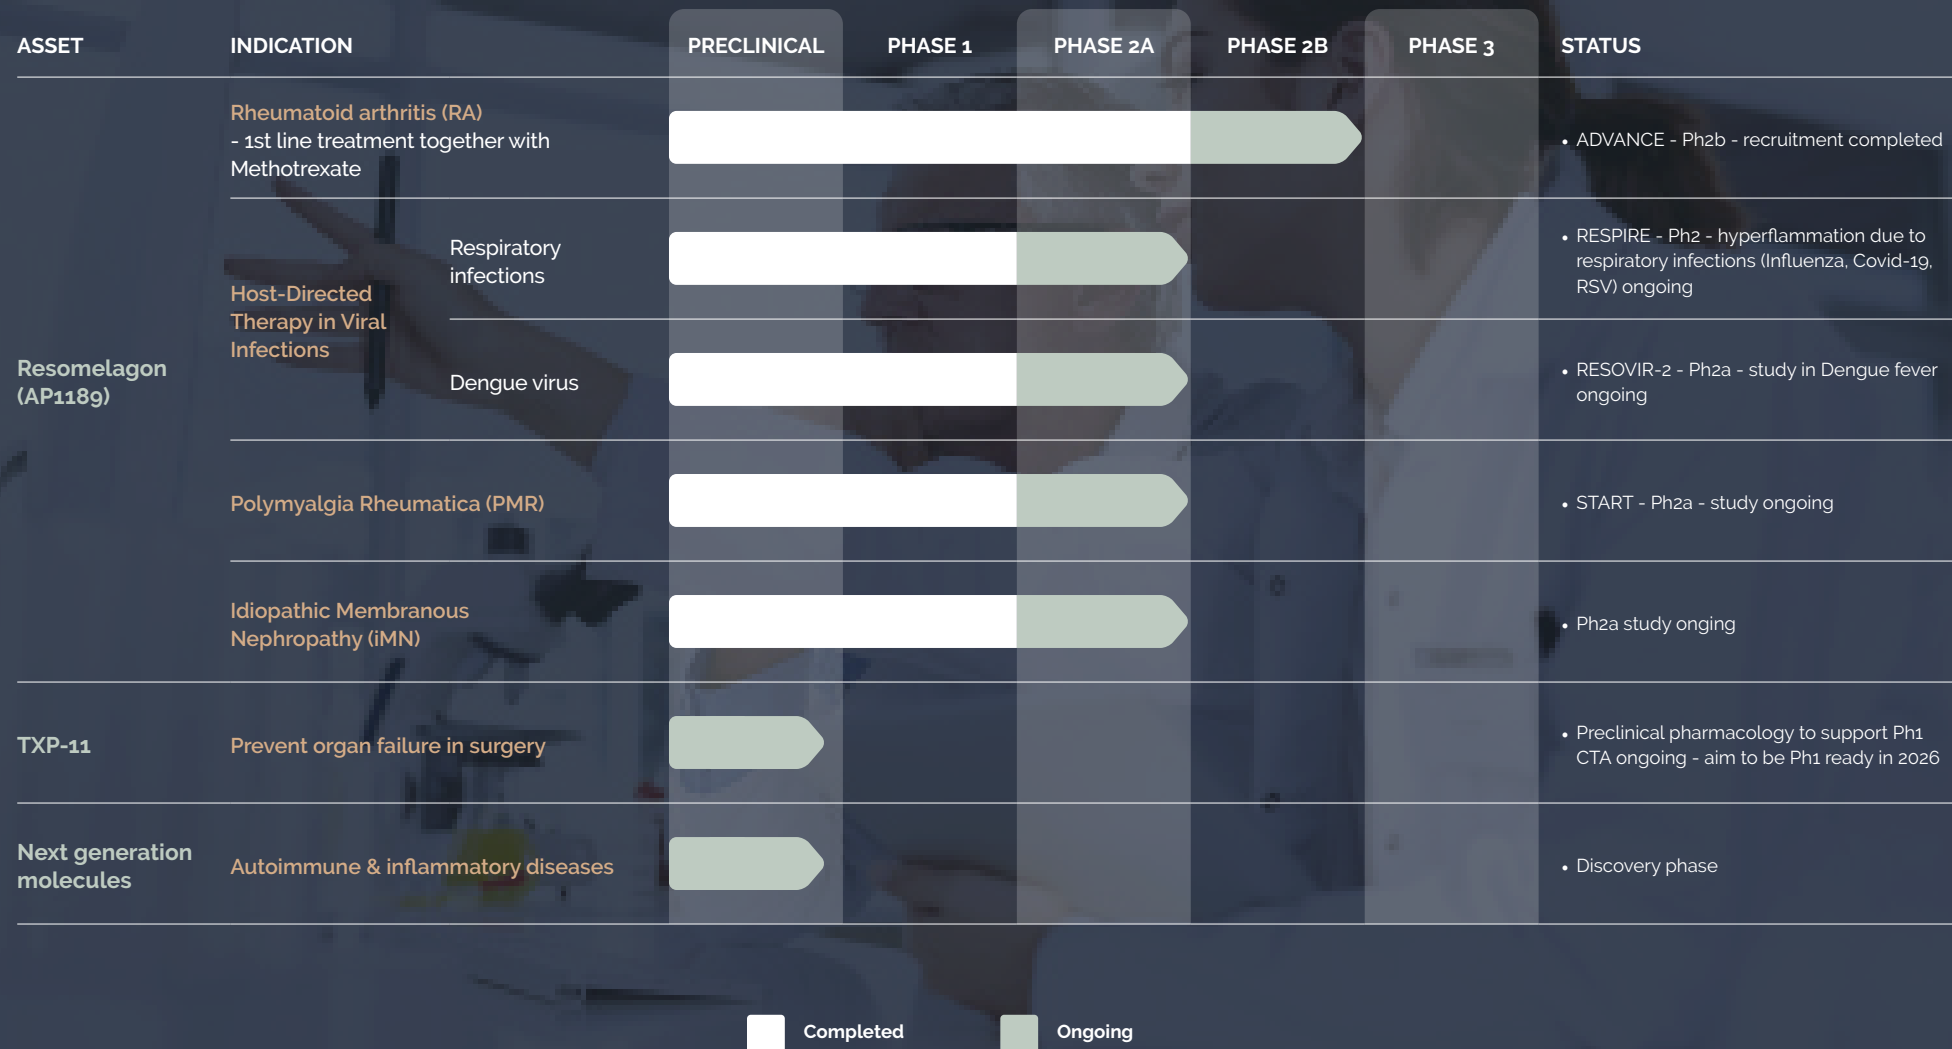 ASSET
INDICATION
PRECLINICAL
PHASE 1
PHASE 2A
PHASE 2B
PHASE 3
STATUS
Resomelagon
(AP1189)
Rheumatoid arthritis (RA)
- 1st line treatment together with
Methotrexate
• ADVANCE - Ph2b - recruitment completed
Host-Directed
Therapy in Viral
Infections
Respiratory
infections
• RESPIRE - Ph2 - hyperflammation due to
respiratory infections (Influenza, Covid-19,
RSV) ongoing
Dengue virus
• RESOVIR-2 - Ph2a - study in Dengue fever
ongoing
Polymyalgia Rheumatica (PMR)
• START - Ph2a - study ongoing
Idiopathic Membranous
Nephropathy (iMN)
• Ph2a study onging
TXP-11
Prevent organ failure in surgery
• Preclinical pharmacology to support Ph1
CTA ongoing - aim to be Ph1 ready in 2026
Next generation
molecules
Autoimmune & inflammatory diseases
• Discovery phase
Completed
Ongoing